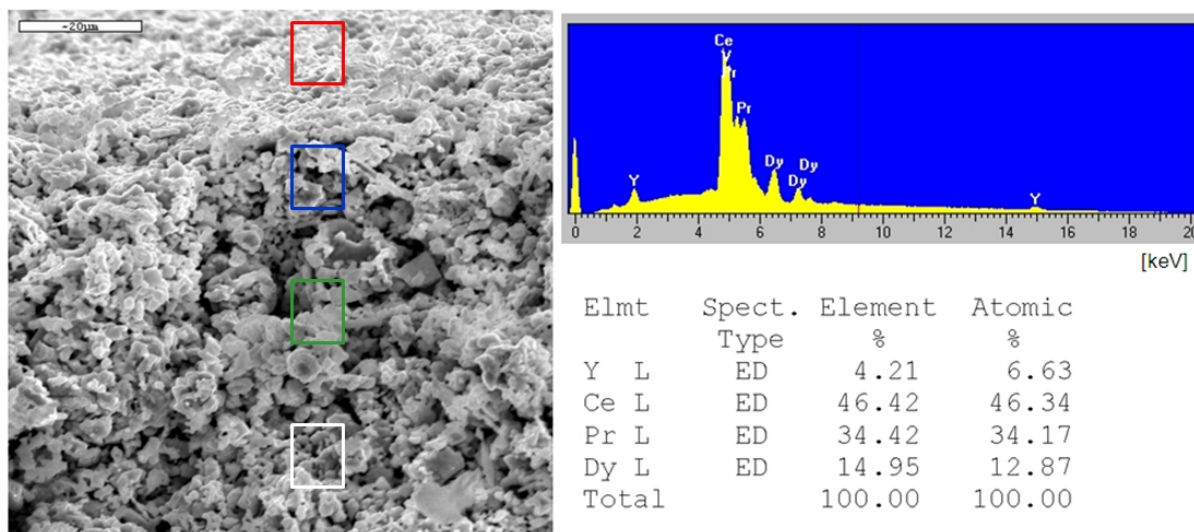 ~20µm
Ce
V
r
Pr
Dy
Dy
Dy
Y
Y
0 2 4 6 8 10 12 14 16 18 20
[keV]
Elmt Spect. Element Atomic
Type % %
Y L ED 4.21 6.63
Ce L ED 46.42 46.34
Pr L ED 34.42 34.17
Dy L ED 14.95 12.87
Total 100.00 100.00